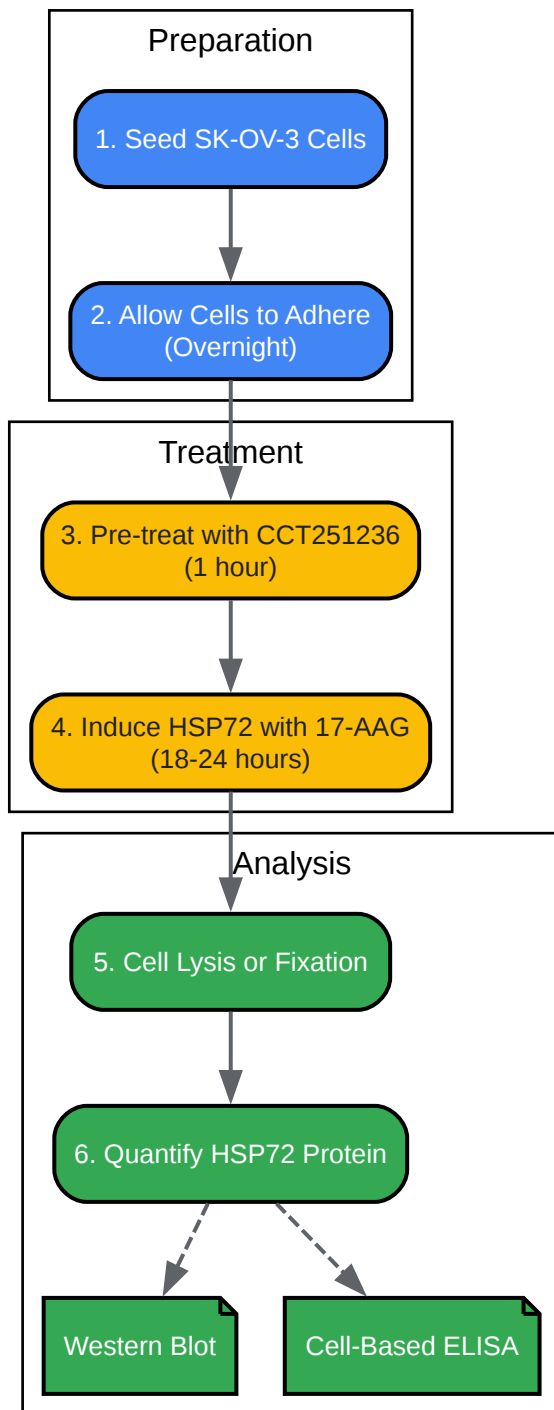 Preparation
1. Seed SK-OV-3 Cells
2. Allow Cells to Adhere
(Overnight)
Treatment
3. Pre-treat with CCT251236
(1 hour)
4. Induce HSP72 with 17-AAG
(18-24 hours)
Analysis
5. Cell Lysis or Fixation
6. Quantify HSP72 Protein
Western Blot
Cell-Based ELISA